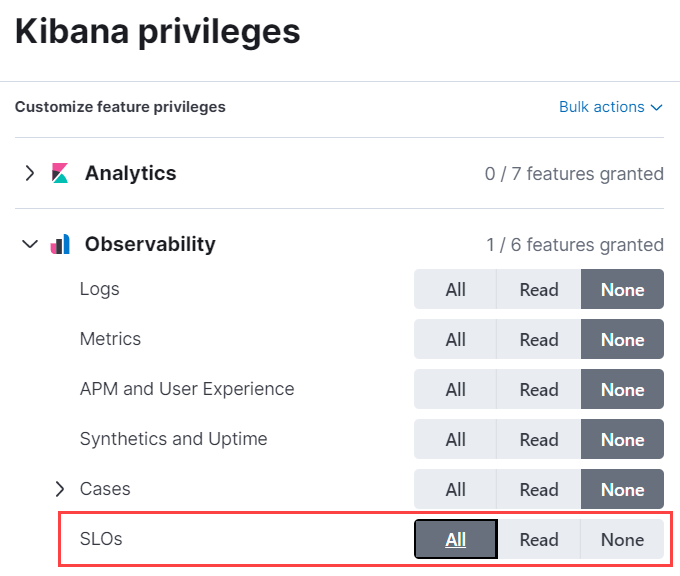 Kibana privileges
Customize feature privileges Bulk actions
Analytics 0 / 7 features granted
Observability 1 / 6 features granted
Logs All Read None
Metrics All Read None
APM and User Experience All Read None
Synthetics and Uptime All Read None
Cases All Read None
SLOs All Read None